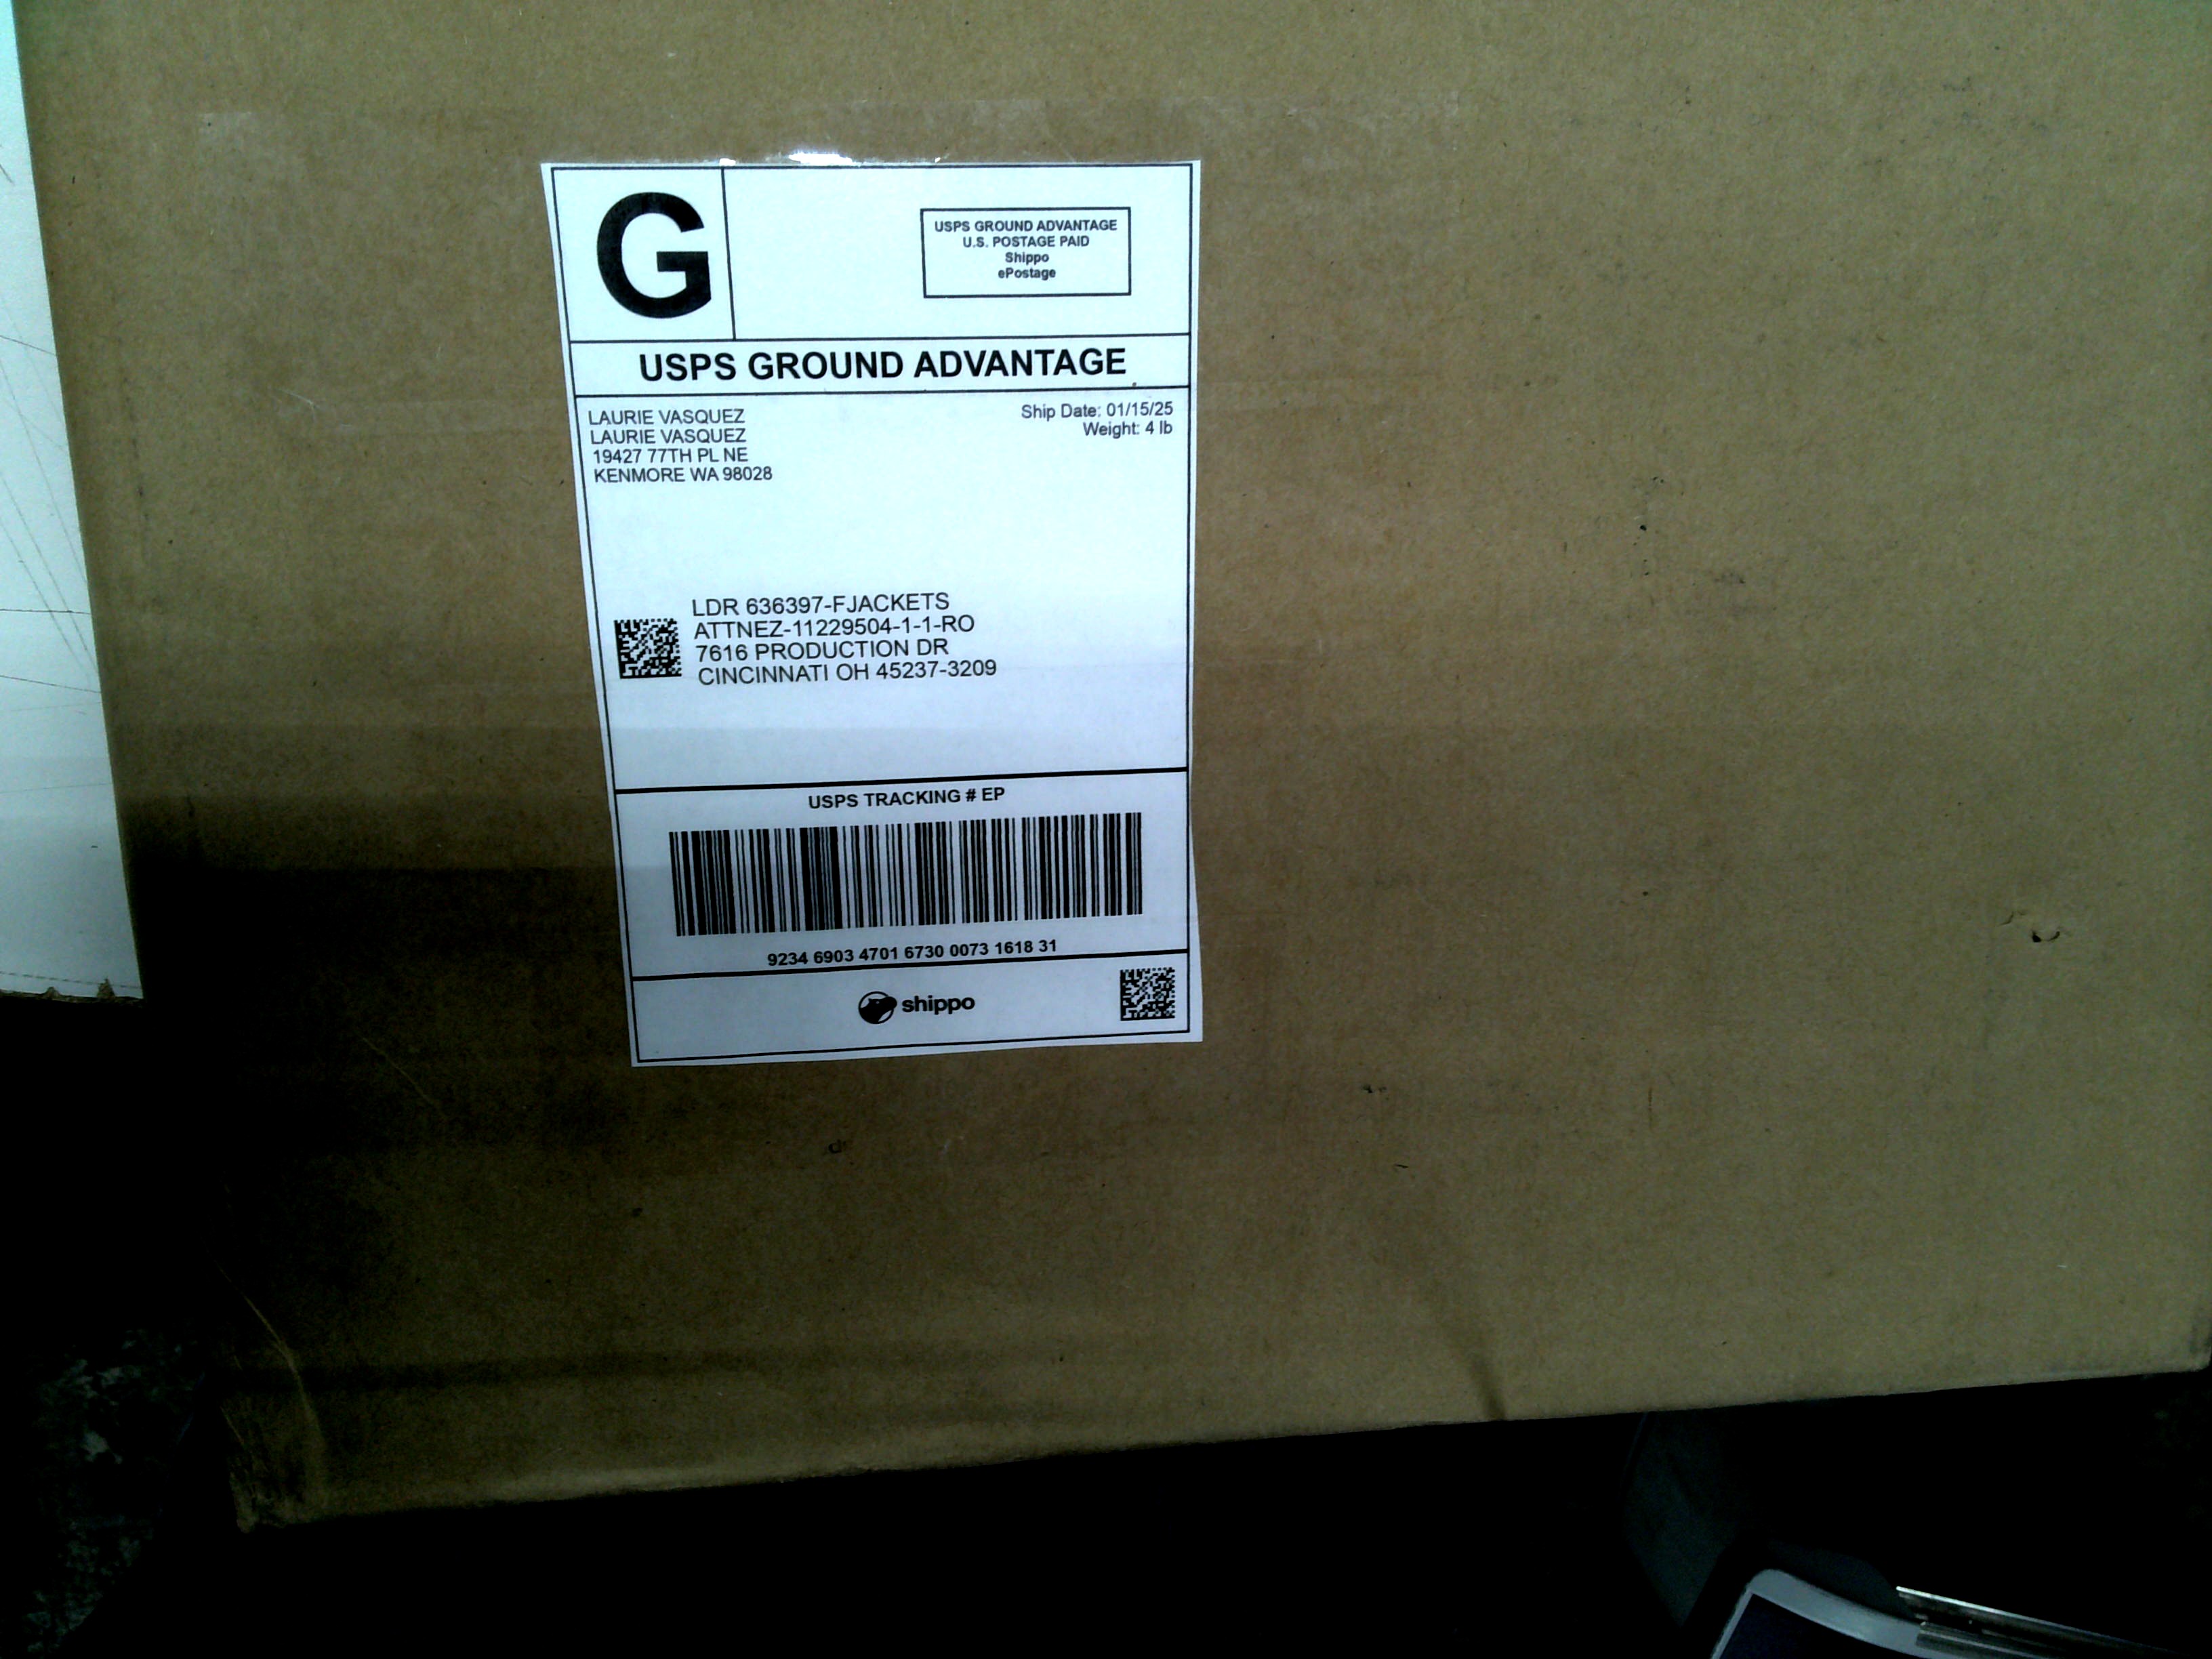 G
USPS GROUND ADVANTAGE
U.S. POSTAGE PAID
Shippo
ePostage
USPS GROUND ADVANTAGE
LAURIE VASQUEZ
LAURIE VASQUEZ
19427 77TH PL NE
KENMORE WA 98028
Ship Date: 01/15/25
Weight: 4 lb
LDR 636397-FJACKETS
ATTNEZ-11229504-1-1-RO
7616 PRODUCTION DR
CINCINNATI OH 45237-3209
USPS TRACKING # EP
9234 6903 4701 6730 0073 1618 31
shippo